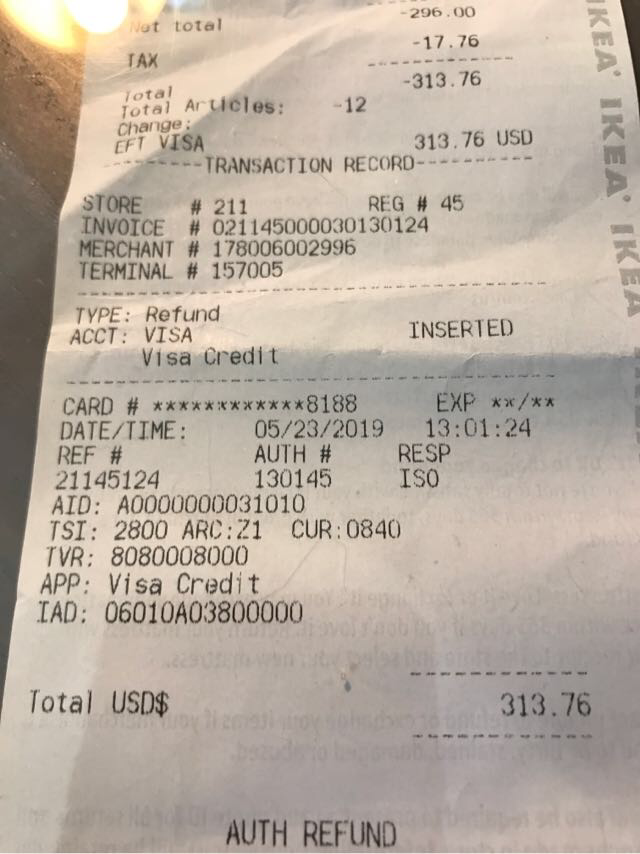 Net total -296.00
TAX -17.76
Total -313.76
Total Articles: -12
Change:
EFT VISA 313.76 USD
---------TRANSACTION RECORD----------
STORE # 211 REG # 45
INVOICE # 021145000030130124
MERCHANT # 178006002996
TERMINAL # 157005
TYPE: Refund
ACCT: VISA INSERTED
Visa Credit
CARD # ************8188 EXP **/**
DATE/TIME: 05/23/2019 13:01:24
REF # AUTH # RESP
21145124 130145 ISO
AID: A0000000031010
TSI: 2800 ARC:Z1 CUR:0840
TVR: 8080008000
APP: Visa Credit
IAD: 06010A03800000
Total USD$ 313.76
AUTH REFUND
IKEA IKEA IKEA